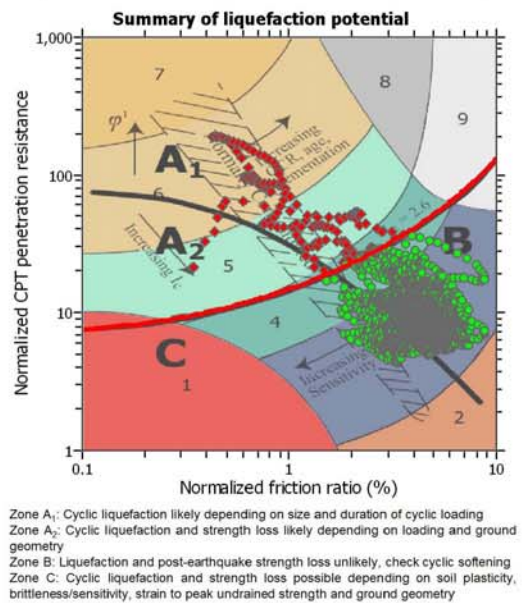 Summary of liquefaction potential
1,000
100
10
1
0.1
1
10
Normalized CPT penetration resistance
Normalized friction ratio (%)
7
8
9
φ'
A1
6
A2
5
B
4
C
1
2
Increasing
age,
Increasing Ic
2.6
Increasing
Sensitivity
Zone A1: Cyclic liquefaction likely depending on size and duration of cyclic loading
Zone A2: Cyclic liquefaction and strength loss likely depending on loading and ground
geometry
Zone B: Liquefaction and post-earthquake strength loss unlikely, check cyclic softening
Zone C: Cyclic liquefaction and strength loss possible depending on soil plasticity,
brittleness/sensitivity, strain to peak undrained strength and ground geometry